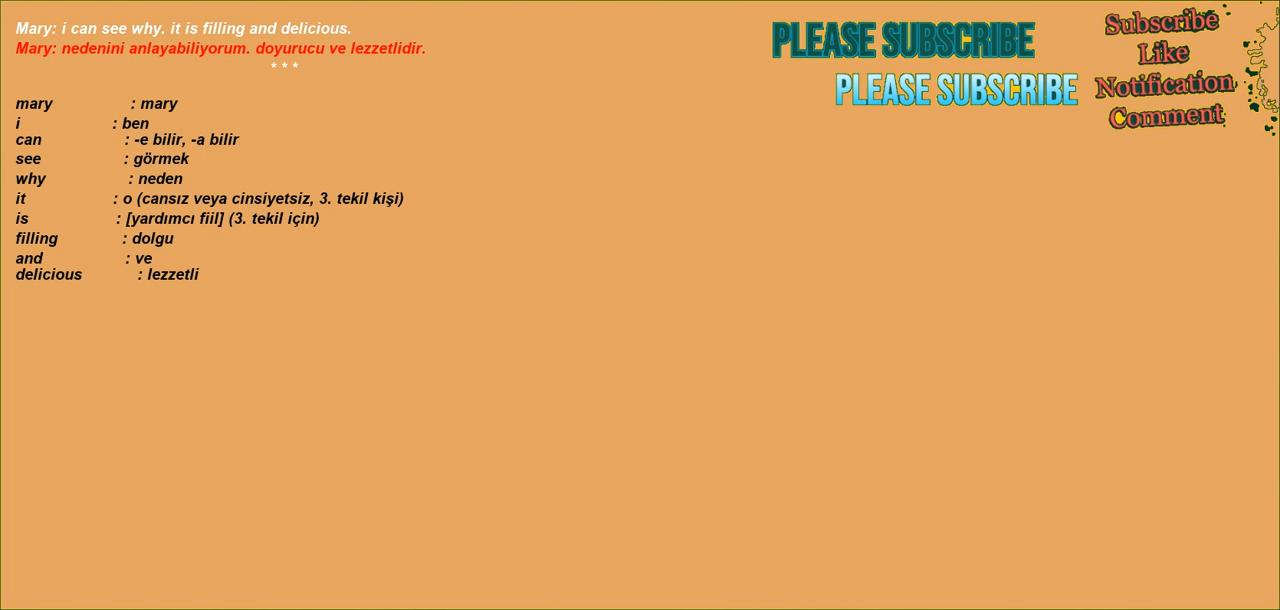 Mary: i can see why. it is filling and delicious.
Mary: nedenini anlayabiliyorum. doyurucu ve lezzetlidir.
* * *
mary : mary
i : ben
can : -e bilir, -a bilir
see : görmek
why : neden
it : o (cansız veya cinsiyetsiz, 3. tekil kişi)
is : [yardımcı fiil] (3. tekil için)
filling : dolgu
and : ve
delicious : lezzetli
PLEASE SUBSCRIBE
PLEASE SUBSCRIBE
Subscribe
Like
Notification
Comment